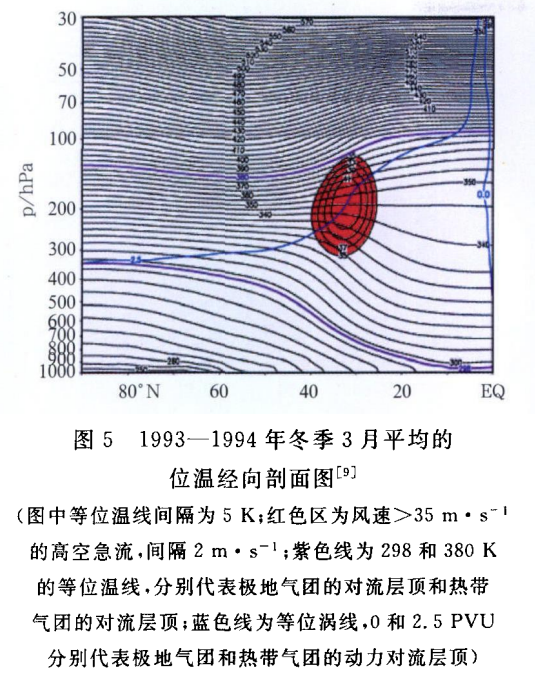 30
50
70
100
200
300
400
500
600
700
800
1000
p/hPa
80°N 60 40 20 EQ
570
410
400
370
350
340
350
340
300
298
280
2.5
0.0
图 5 1993—1994 年冬季 3 月平均的
位温经向剖面图[9]
(图中等位温线间隔为 5 K;红色区为风速>35 m·s⁻¹
的高空急流,间隔 2 m·s⁻¹;紫色线为 298 和 380 K
的等位温线,分别代表极地气团的对流层顶和热带
气团的对流层顶;蓝色线为等位涡线,0 和 2.5 PVU
分别代表极地气团和热带气团的动力对流层顶)